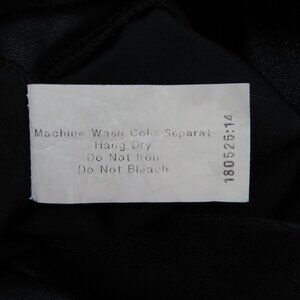 Machine Wash Cold Separat
Hang Dry
Do Not Iron
Do Not Bleach
180525:14